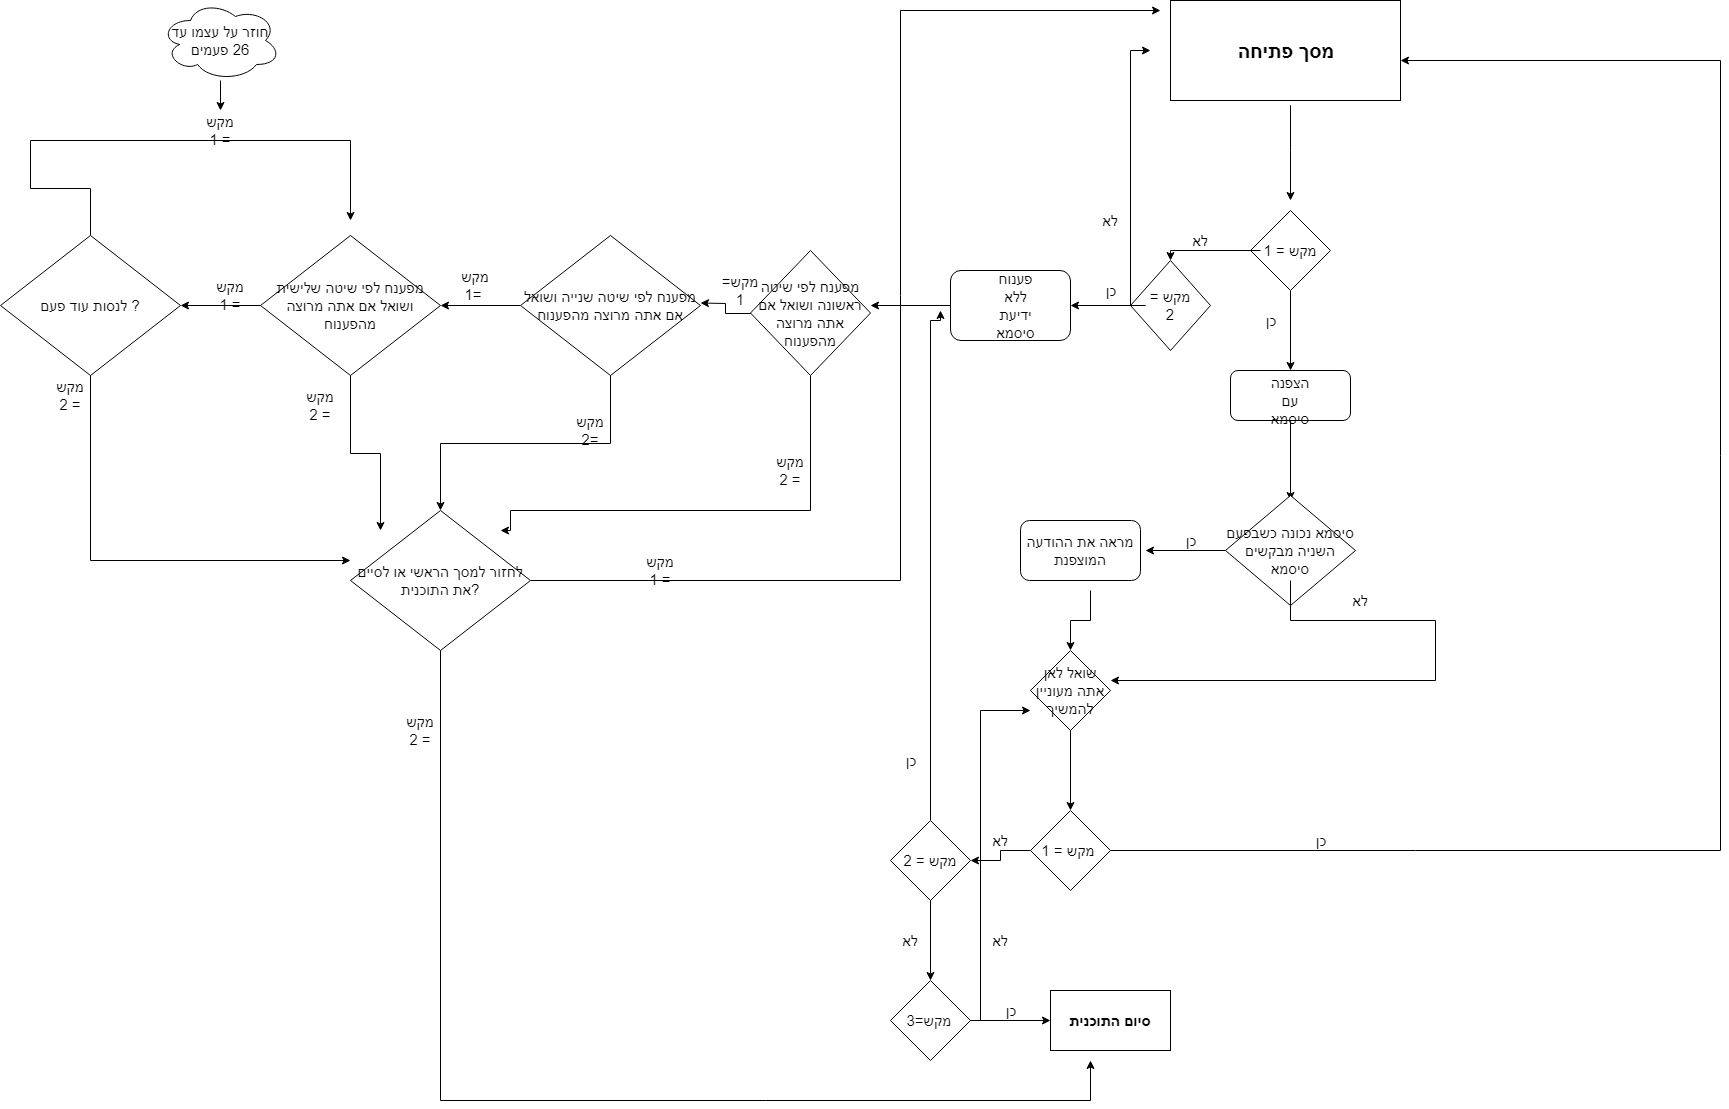 חוזר על עצמו עד
26 פעמים
מסך פתיחה
מקש
= 1
לא
לא
מקש = 1
מקש =
2
כן
כן
פענוח
ללא
ידיעת
סיסמא
מקש=
1
מפענח לפי שיטה
ראשונה ושואל אם
אתה מרוצה
מהפענוח
מקש
=1
מפענח לפי שיטה שנייה ושואל
אם אתה מרוצה מהפענוח
מקש
= 1
מפענח לפי שיטה שלישית
ושואל אם אתה מרוצה
מהפענוח
לנסות עוד פעם ?
הצפנה
עם
סיסמא
מקש
= 2
מקש
= 2
מקש
=2
מקש
= 2
סיסמא נכונה כשבפעם
השניה מבקשים
סיסמא
כן
מראה את ההודעה
המוצפנת
לא
לחזור למסך הראשי או לסיים
את התוכנית?
מקש
= 1
שואל לאן
אתה מעוניין
להמשיך
מקש
= 2
כן
מקש = 1
כן
לא
מקש = 2
לא
לא
מקש=3
כן
סיום התוכנית